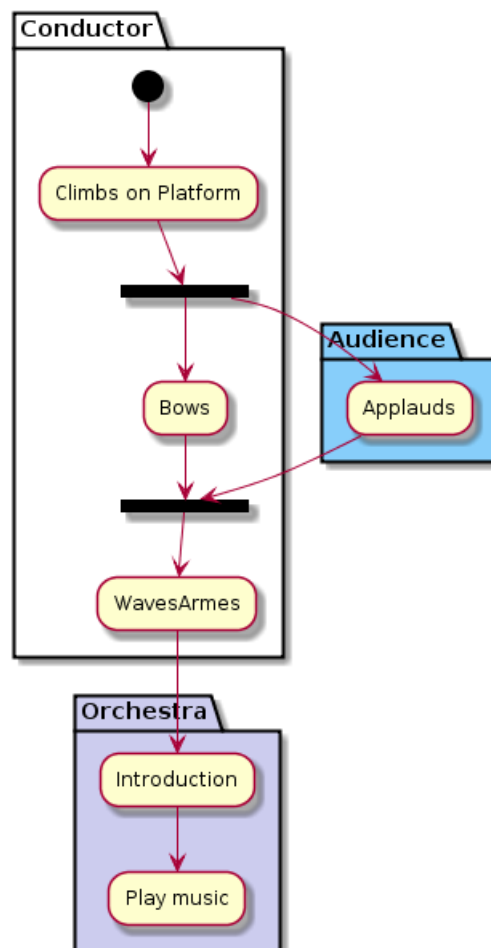 Conductor
Climbs on Platform
Audience
Bows
Applauds
WavesArmes
Orchestra
Introduction
Play music